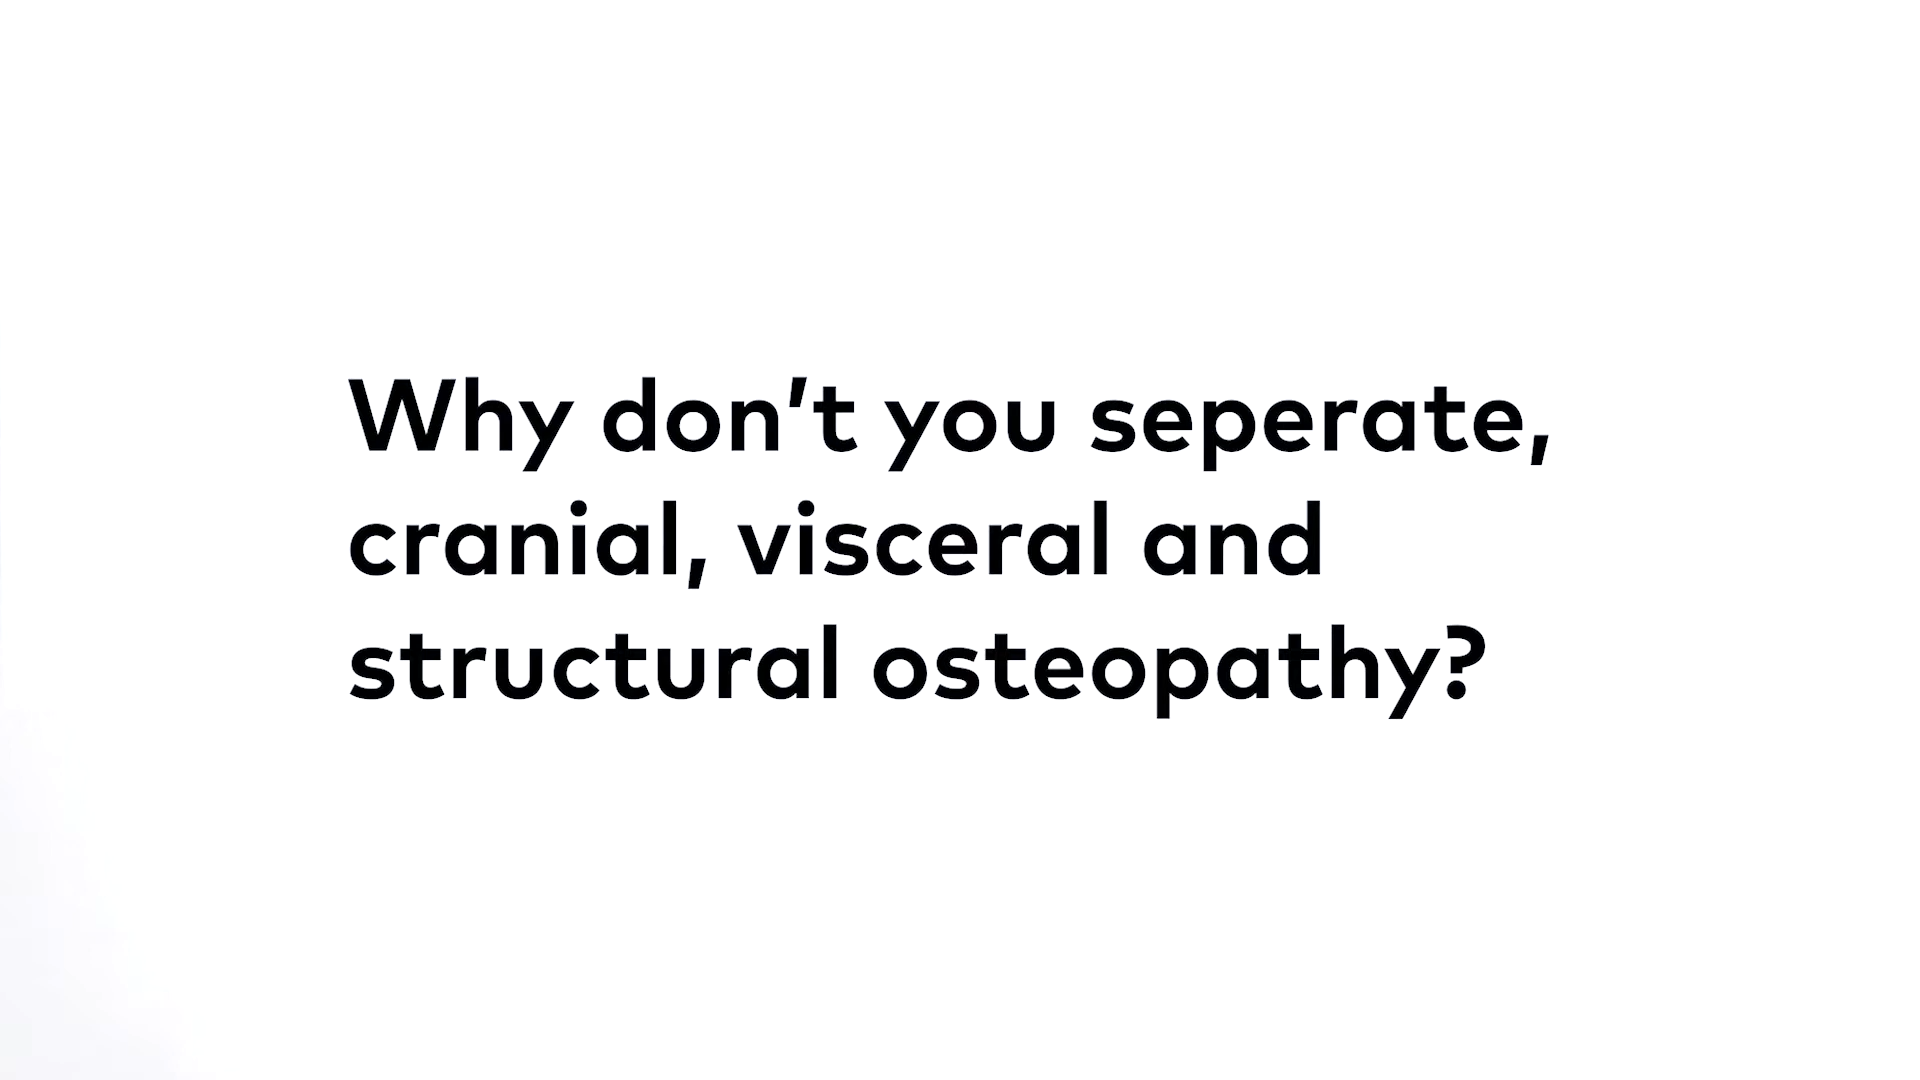 Why don't you seperate,
cranial, visceral and
structural osteopathy?